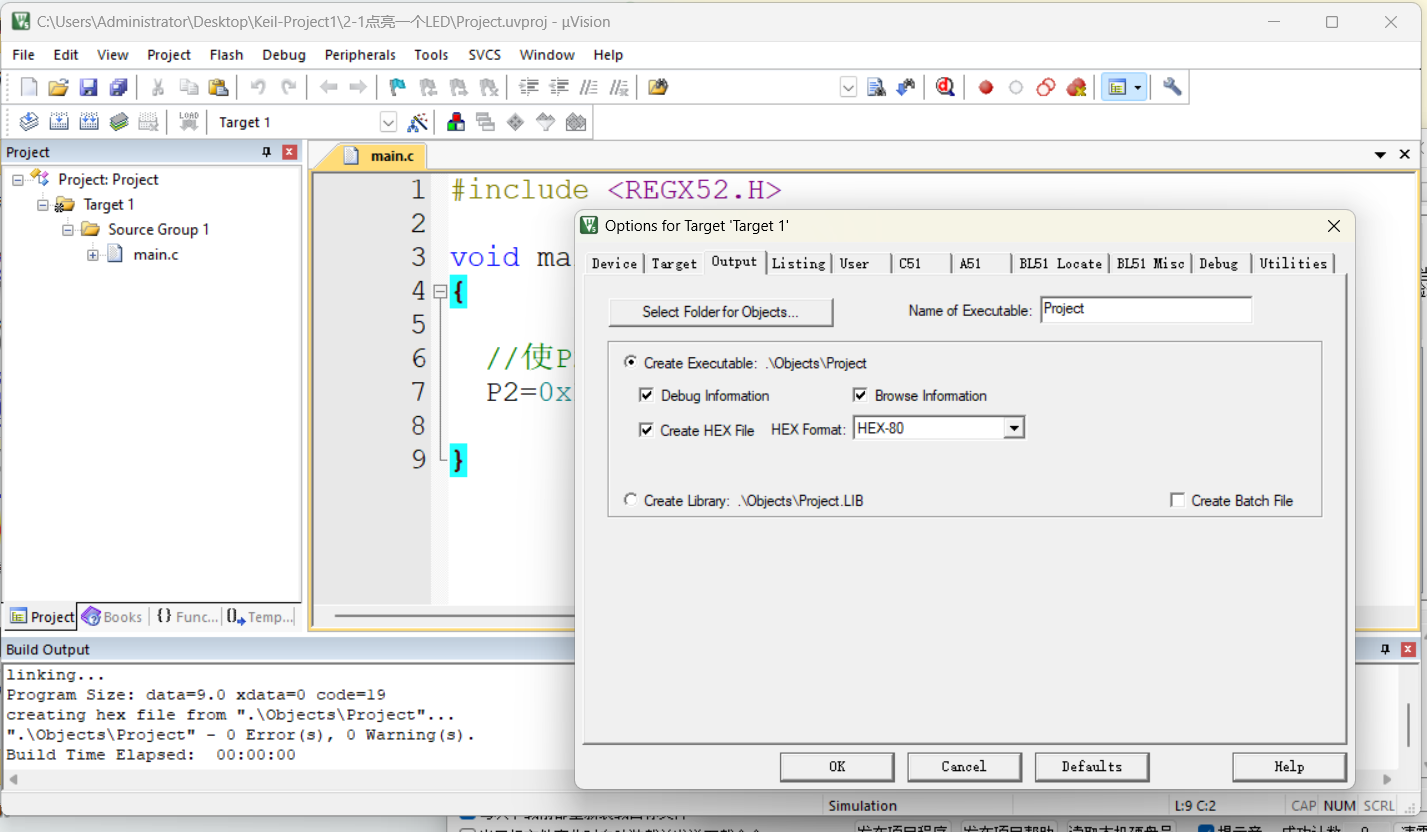 C:\Users\Administrator\Desktop\Keil-Project1\2-1点亮一个LED\Project.uvproj - µVision
File Edit View Project Flash Debug Peripherals Tools SVCS Window Help
LOAD Target 1
Project
Project: Project
Target 1
Source Group 1
main.c
Project Books {} Func... Temp...
main.c
1 #include <REGX52.H>
2
3 void ma
4 {
5
6 //使P
7 P2=0x
8
9 }
Options for Target 'Target 1'
Device Target Output Listing User C51 A51 BL51 Locate BL51 Misc Debug Utilities
Select Folder for Objects... Name of Executable: Project
Create Executable: .\Objects\Project
Debug Information Browse Information
Create HEX File HEX Format: HEX-80
Create Library: .\Objects\Project.LIB Create Batch File
OK Cancel Defaults Help
Build Output
linking...
Program Size: data=9.0 xdata=0 code=19
creating hex file from ".\Objects\Project"...
".\Objects\Project" - 0 Error(s), 0 Warning(s).
Build Time Elapsed: 00:00:00
Simulation L:9 C:2 CAP NUM SCRL